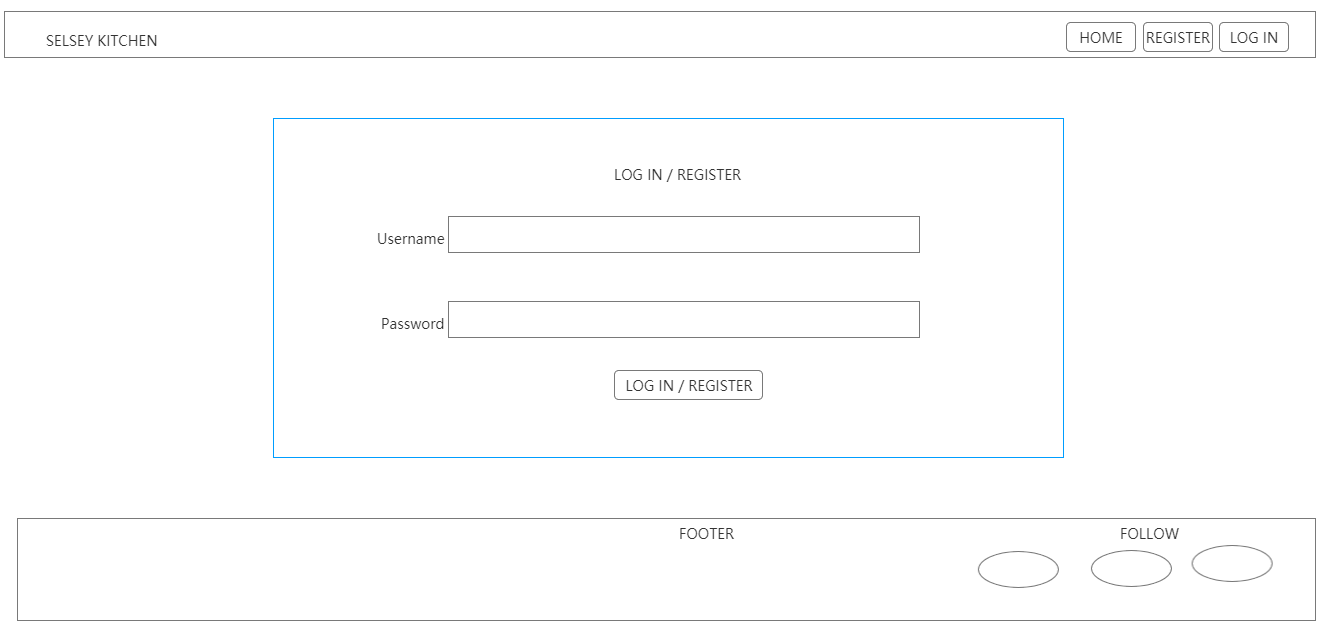 SELSEY KITCHEN
HOME REGISTER LOG IN
LOG IN / REGISTER
Username
Password
LOG IN / REGISTER
FOOTER
FOLLOW